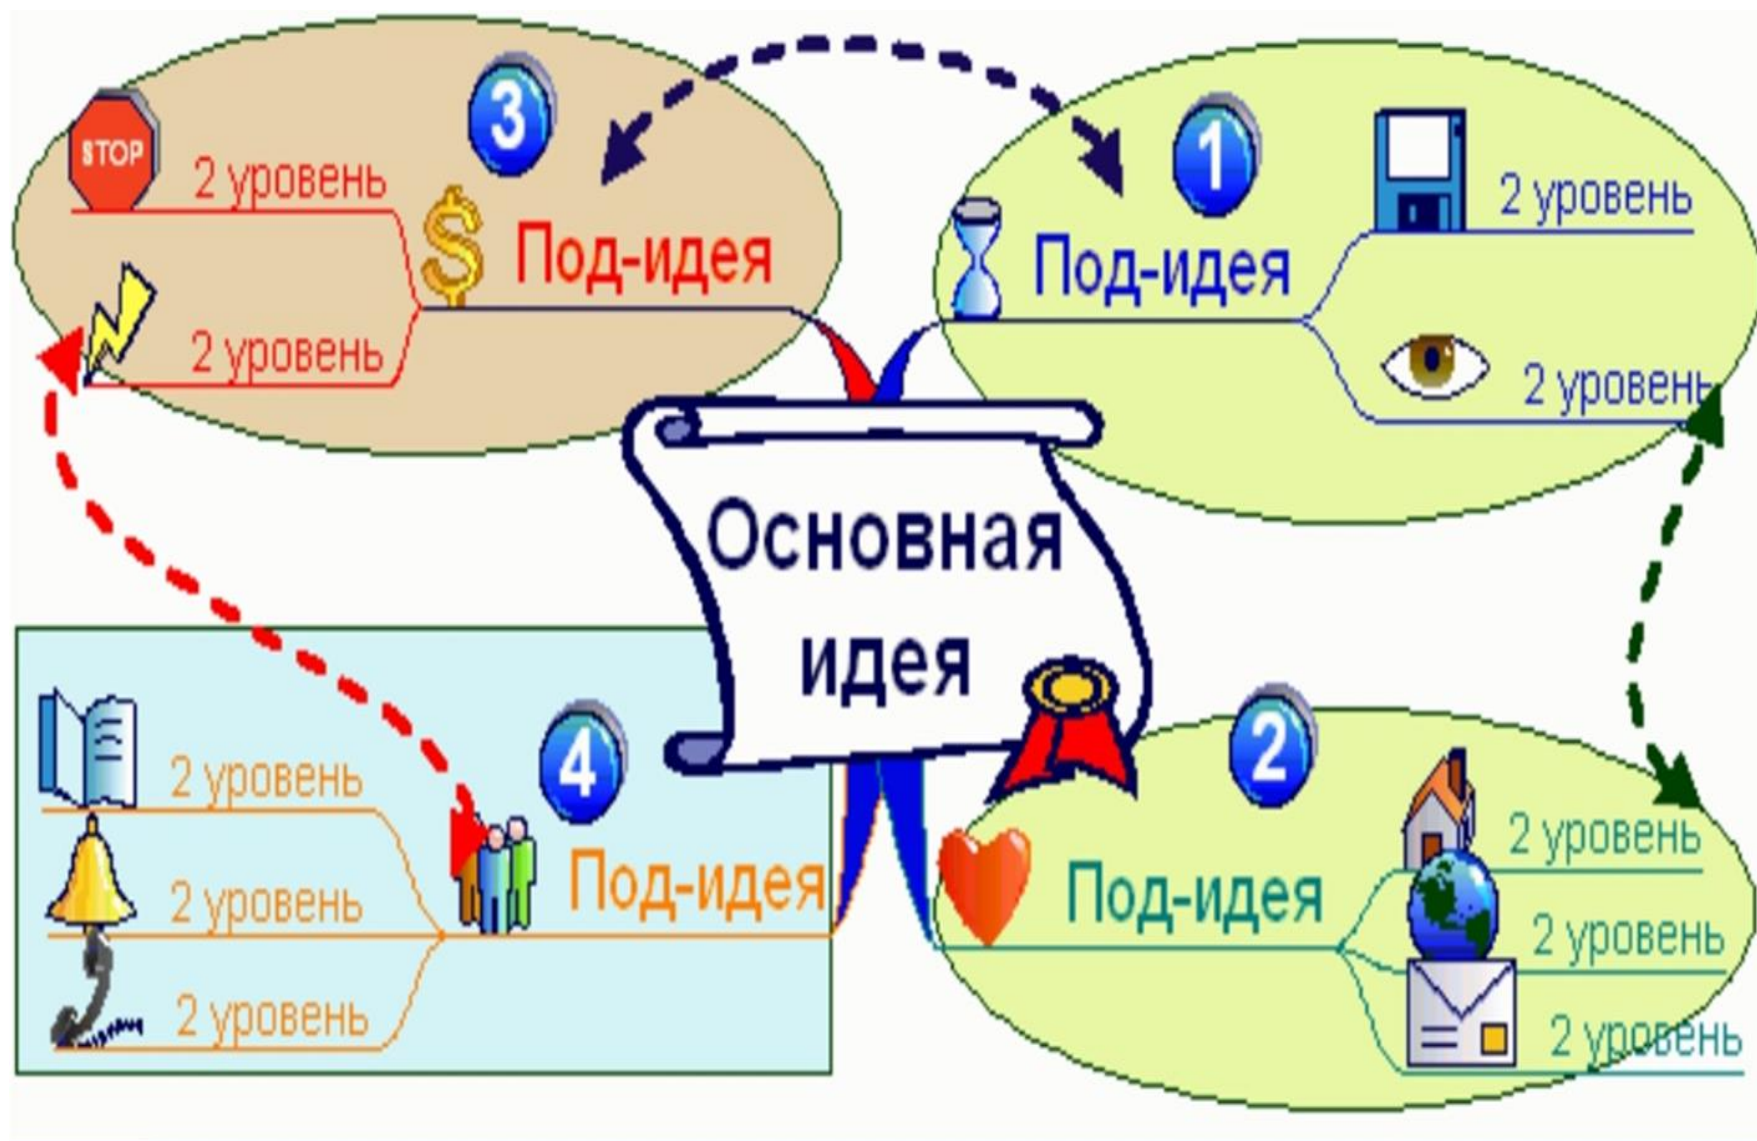 3
STOP
2 уровень
Под-идея
2 уровень
1
2 уровень
Под-идея
2 уровень
Основная
идея
4
2 уровень
Под-идея
2 уровень
2 уровень
2
2 уровень
Под-идея
2 уровень
2 уровень